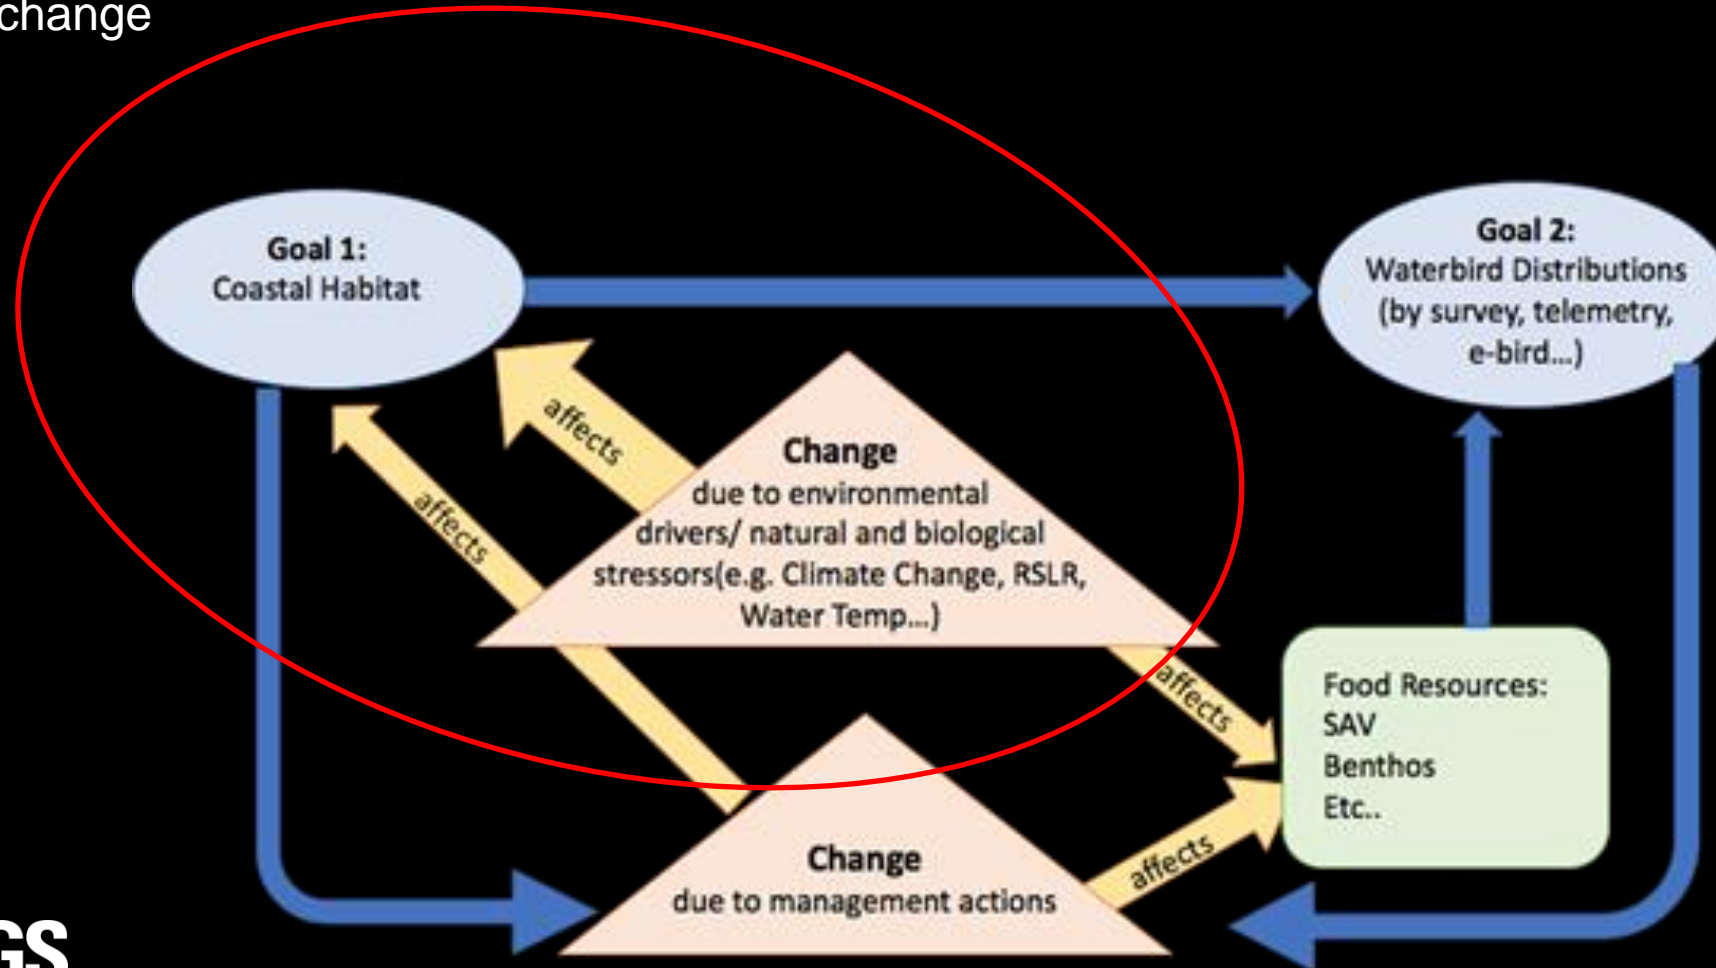 change
Goal 1:
Coastal Habitat
Goal 2:
Waterbird Distributions
(by survey, telemetry,
e-bird...)
affects
affects
Change
due to environmental
drivers/ natural and biological
stressors(e.g. Climate Change, RSLR,
Water Temp...)
affects
Food Resources:
SAV
Benthos
Etc..
affects
Change
due to management actions
GS